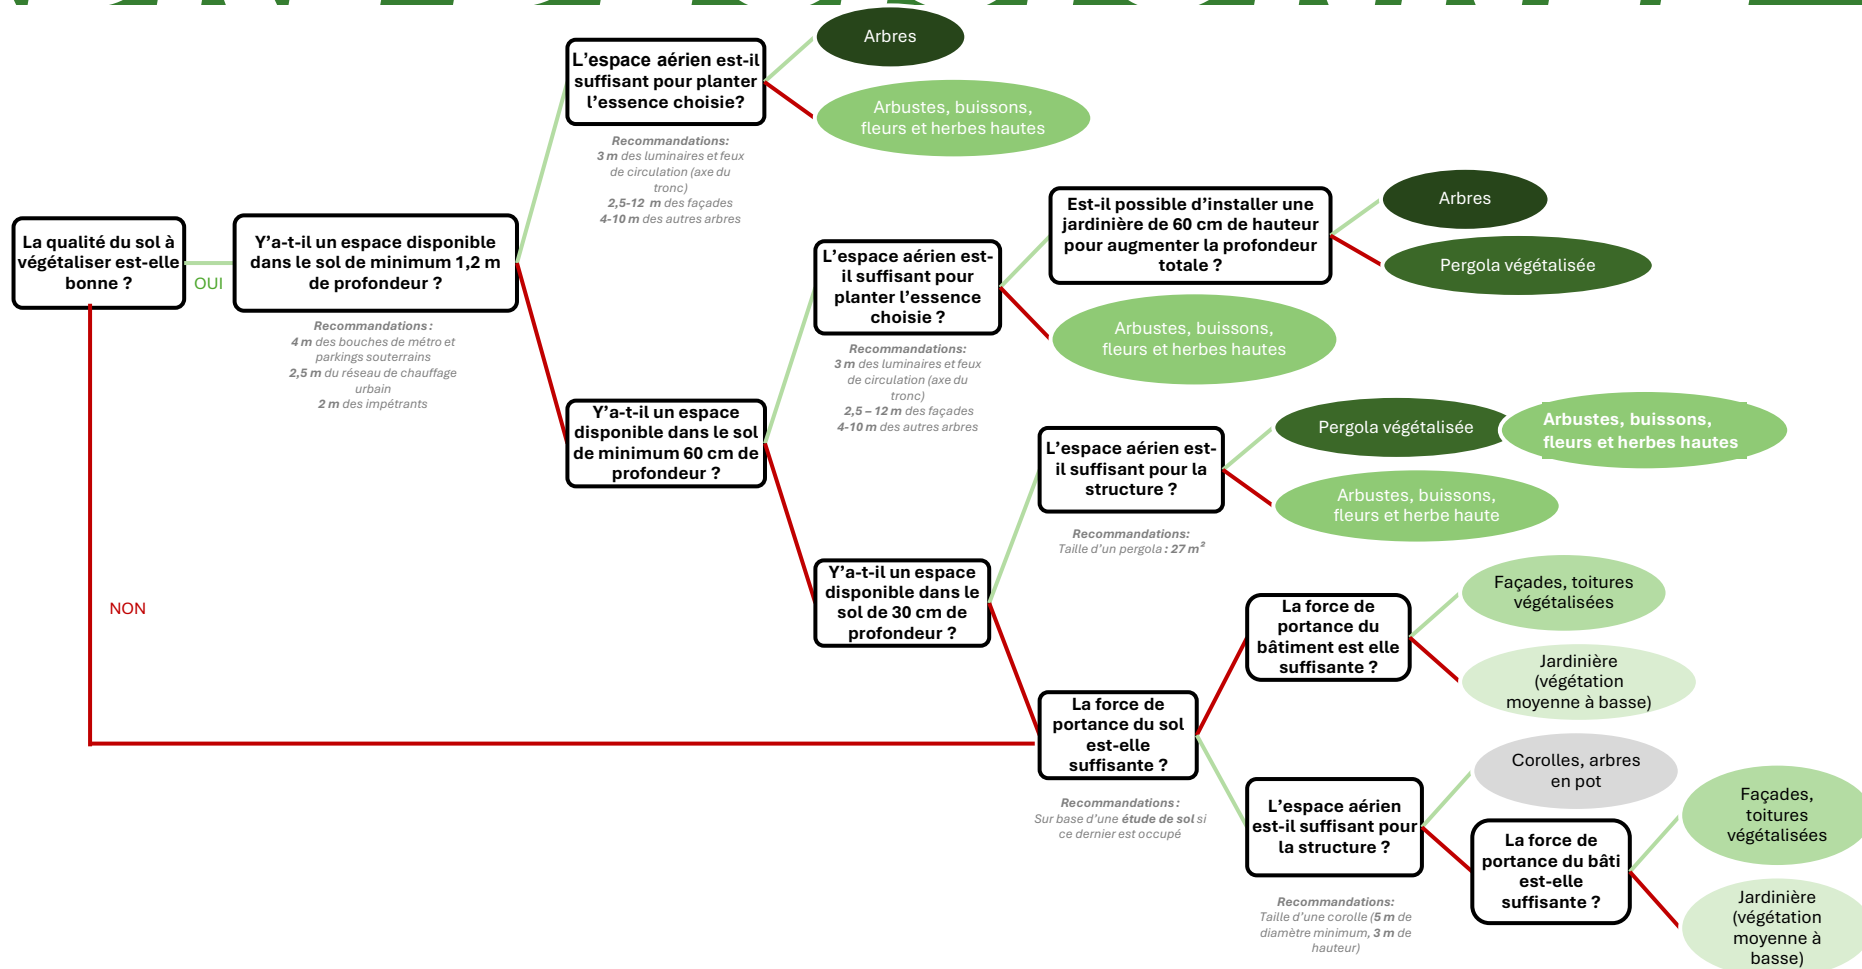 La qualité du sol à
végétaliser est-elle
bonne ?
OUI
NON
Y’a-t-il un espace disponible
dans le sol de minimum 1,2 m
de profondeur ?
Recommandations :
4 m des bouches de métro et
parkings souterrains
2,5 m du réseau de chauffage
urbain
2 m des impétrants
L’espace aérien est-il
suffisant pour planter
l’essence choisie?
Recommandations:
3 m des luminaires et feux
de circulation (axe du
tronc)
2,5-12 m des façades
4-10 m des autres arbres
Arbres
Arbustes, buissons,
fleurs et herbes hautes
Y’a-t-il un espace
disponible dans le sol
de minimum 60 cm de
profondeur ?
L’espace aérien est-
il suffisant pour
planter l’essence
choisie ?
Recommandations:
3 m des luminaires et feux
de circulation (axe du
tronc)
2,5 – 12 m des façades
4-10 m des autres arbres
Est-il possible d’installer une
jardinière de 60 cm de hauteur
pour augmenter la profondeur
totale ?
Arbres
Pergola végétalisée
Arbustes, buissons,
fleurs et herbes hautes
Y’a-t-il un espace
disponible dans le
sol de 30 cm de
profondeur ?
L’espace aérien est-
il suffisant pour la
structure ?
Recommandations:
Taille d’un pergola : 27 m²
Pergola végétalisée
Arbustes, buissons,
fleurs et herbes hautes
Arbustes, buissons,
fleurs et herbe haute
La force de
portance du sol
est-elle
suffisante ?
Recommandations :
Sur base d’une étude de sol si
ce dernier est occupé
La force de
portance du
bâtiment est elle
suffisante ?
Façades, toitures
végétalisées
Jardinière
(végétation
moyenne à basse)
L’espace aérien
est-il suffisant pour
la structure ?
Recommandations:
Taille d’une corolle (5 m de
diamètre minimum, 3 m de
hauteur)
Corolles, arbres
en pot
La force de
portance du bâti
est-elle
suffisante ?
Façades,
toitures
végétalisées
Jardinière
(végétation
moyenne à
basse)